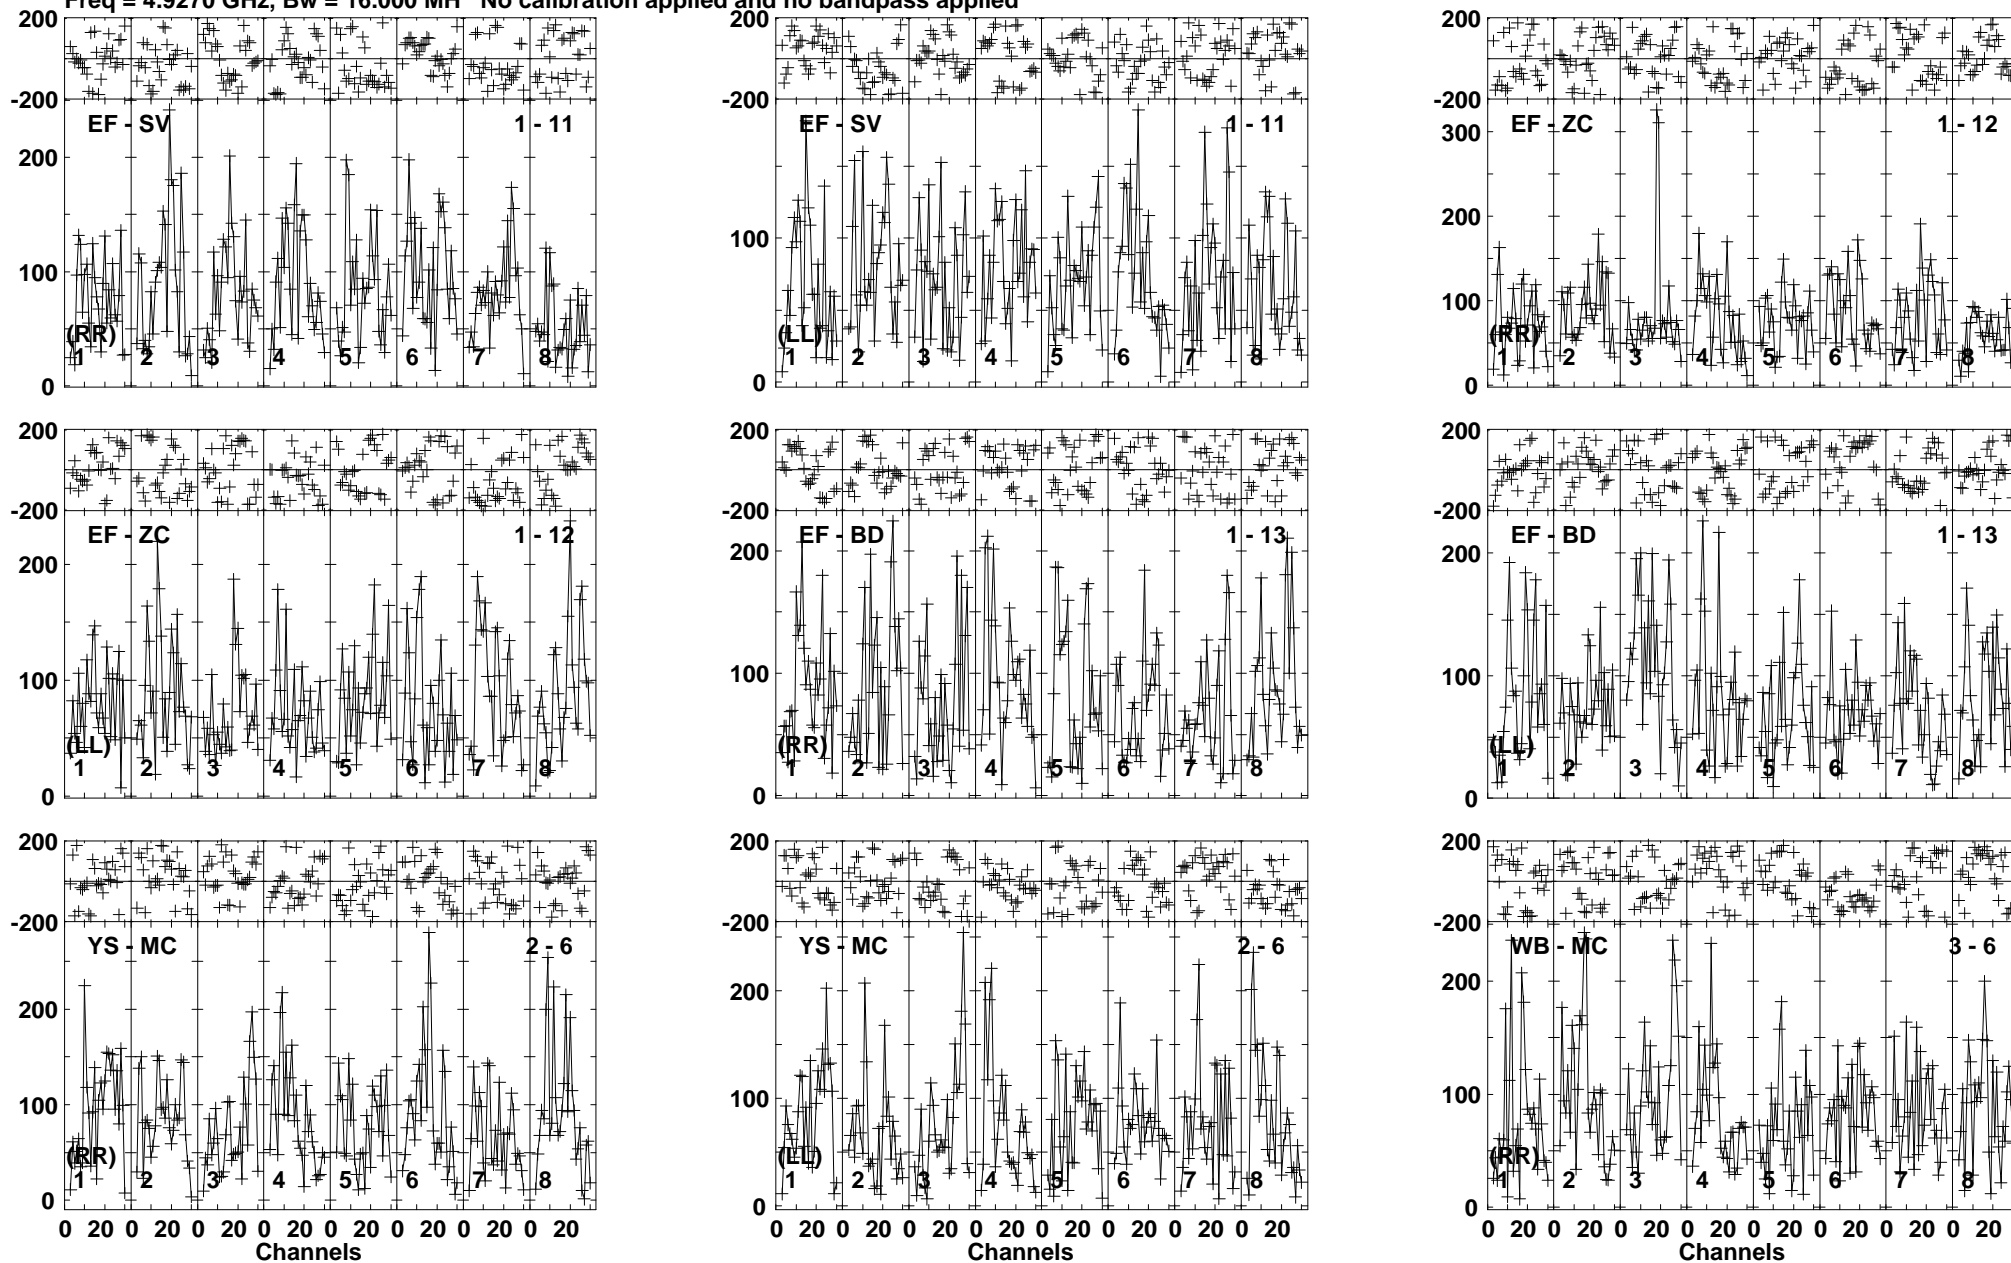 Freq = 4.9270 GHz, Bw = 16.000 MH No calibration applied and no bandpass applied
200 200 200
-200 -200 -200
EF - SV 1 - 11 EF - SV 1 - 11 EF - ZC 1 - 12
300
200 200
100 100 100
(RR) (LL) (RR)
1 2 3 4 5 6 7 8 1 2 3 4 5 6 7 8 1 2 3 4 5 6 7 8
0 0 0
200 200 200
-200 -200 -200
EF - ZC 1 - 12 EF - BD 1 - 13 EF - BD 1 - 13
200 200 200
100 100 100
(LL) (RR) (LL)
1 2 3 4 5 6 7 8 1 2 3 4 5 6 7 8 1 2 3 4 5 6 7 8
0 0 0
200 200 200
-200 -200 -200
YS - MC 2 - 6 YS - MC 2 - 6 WB - MC 3 - 6
200 200 200
100 100 100
(RR) (LL) (RR)
1 2 3 4 5 6 7 8 1 2 3 4 5 6 7 8 1 2 3 4 5 6 7 8
0 0 0
0 20 0 20 0 20 0 20 0 20 0 20 0 20 0 20 0 20 0 20 0 20 0 20 0 20 0 20 0 20 0 20 0 20 0 20 0 20 0 20 0 20 0 20 0 20 0 20
Channels Channels